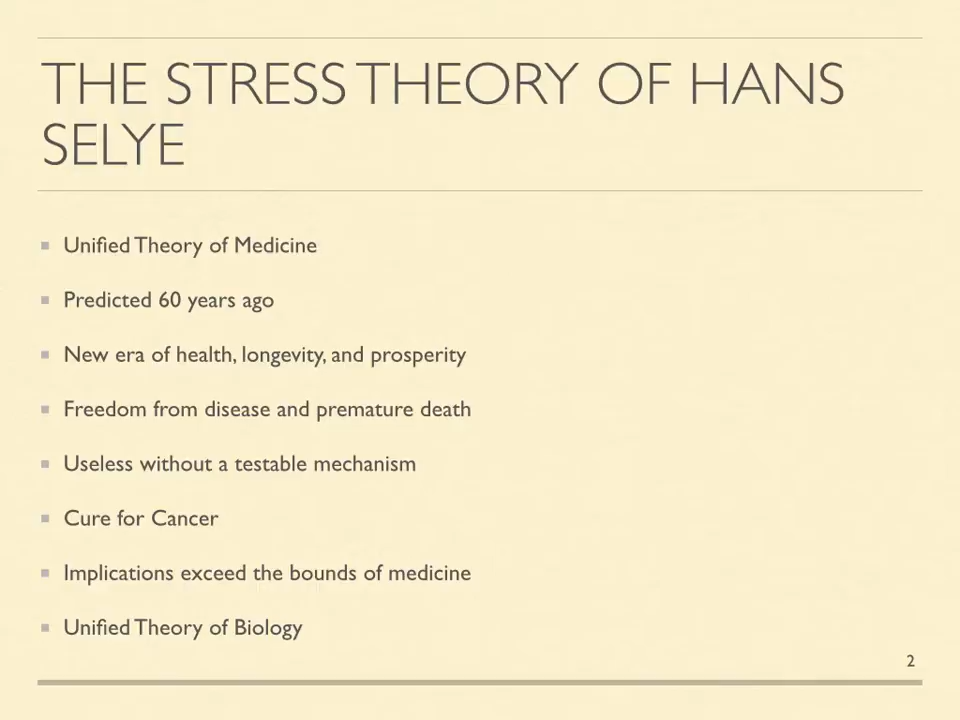 THE STRESS THEORY OF HANS
SELYE
Unified Theory of Medicine
Predicted 60 years ago
New era of health, longevity, and prosperity
Freedom from disease and premature death
Useless without a testable mechanism
Cure for Cancer
Implications exceed the bounds of medicine
Unified Theory of Biology
2